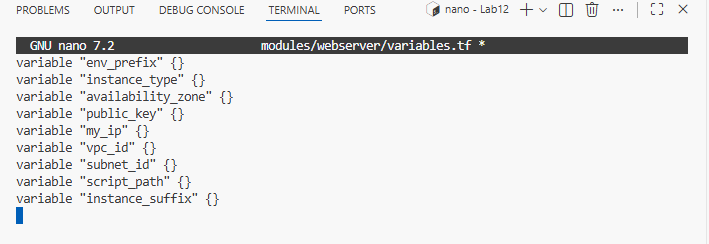 PROBLEMS OUTPUT DEBUG CONSOLE TERMINAL PORTS nano - Lab12
GNU nano 7.2 modules/webserver/variables.tf *
variable "env_prefix" {}
variable "instance_type" {}
variable "availability_zone" {}
variable "public_key" {}
variable "my_ip" {}
variable "vpc_id" {}
variable "subnet_id" {}
variable "script_path" {}
variable "instance_suffix" {}